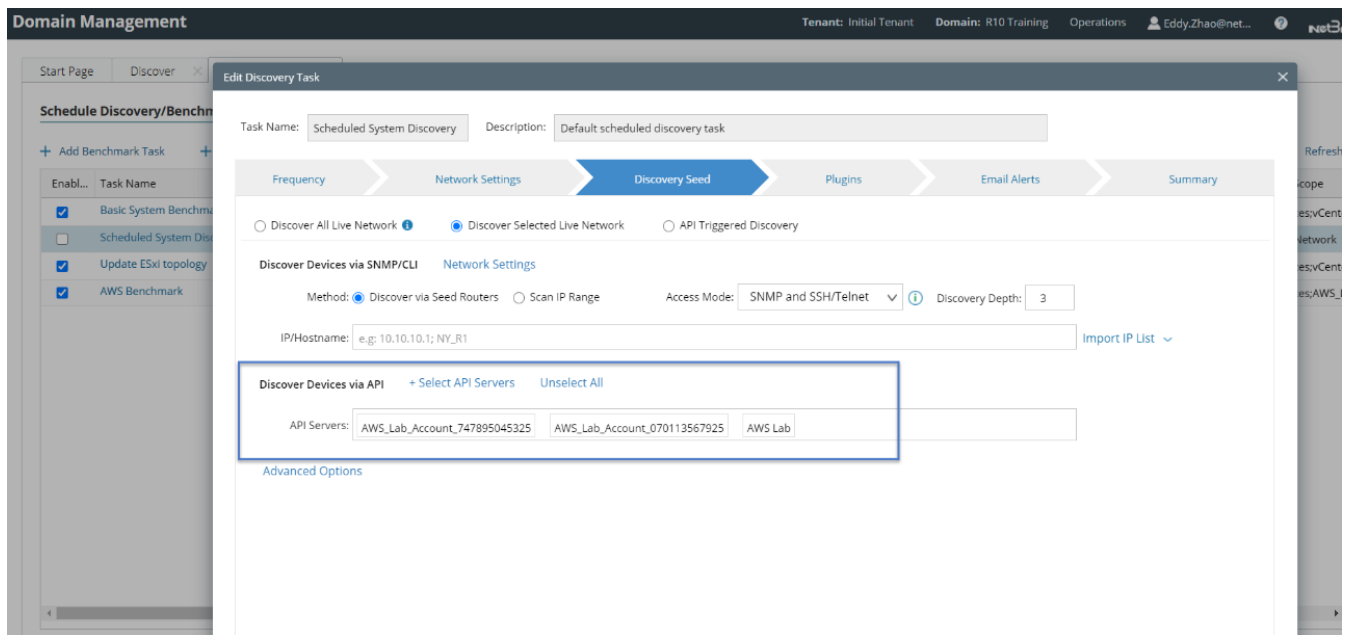 Domain Management
Tenant: Initial Tenant Domain: R10 Training Operations Eddy.Zhao@net... ?
Start Page Discover
Edit Discovery Task
Schedule Discovery/Benchm
Task Name: Scheduled System Discovery Description: Default scheduled discovery task
+ Add Benchmark Task + Refresh
Enabl... Task Name
Frequency Network Settings Discovery Seed Plugins Email Alerts Summary
cope
Basic System Benchma
es;vCent
Discover All Live Network Discover Selected Live Network API Triggered Discovery
Scheduled System Disc
Network
Update ESxi topology
es;vCent
Discover Devices via SNMP/CLI Network Settings
AWS Benchmark
es;AWS_
Method: Discover via Seed Routers Scan IP Range Access Mode: SNMP and SSH/Telnet Discovery Depth: 3
IP/Hostname: e.g: 10.10.10.1; NY_R1 Import IP List
Discover Devices via API + Select API Servers Unselect All
API Servers: AWS_Lab_Account_747895045325 AWS_Lab_Account_070113567925 AWS Lab
Advanced Options